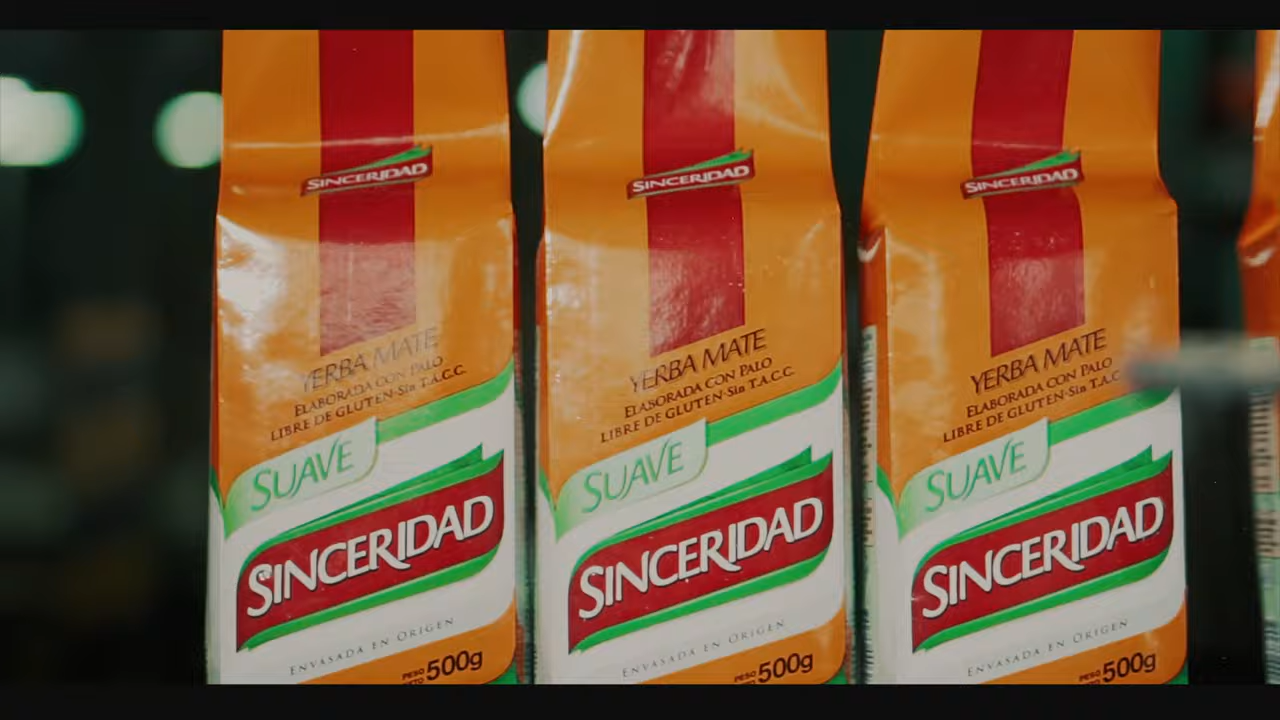 SINCERIDAD
YERBA MATE
ELABORADA CON PALO
LIBRE DE GLUTEN-Sin T.A.C.C.
SUAVE
SINCERIDAD
ENVASADA EN ORIGEN
PESO
500g
SINCERIDAD
YERBA MATE
ELABORADA CON PALO
LIBRE DE GLUTEN-Sin T.A.C.C.
SUAVE
SINCERIDAD
ENVASADA EN ORIGEN
PESO
500g
SINCERIDAD
YERBA MATE
ELABORADA CON PALO
LIBRE DE GLUTEN-Sin T.A.C
SUAVE
SINCERIDAD
ENVASADA EN ORIGEN
PESO
500g